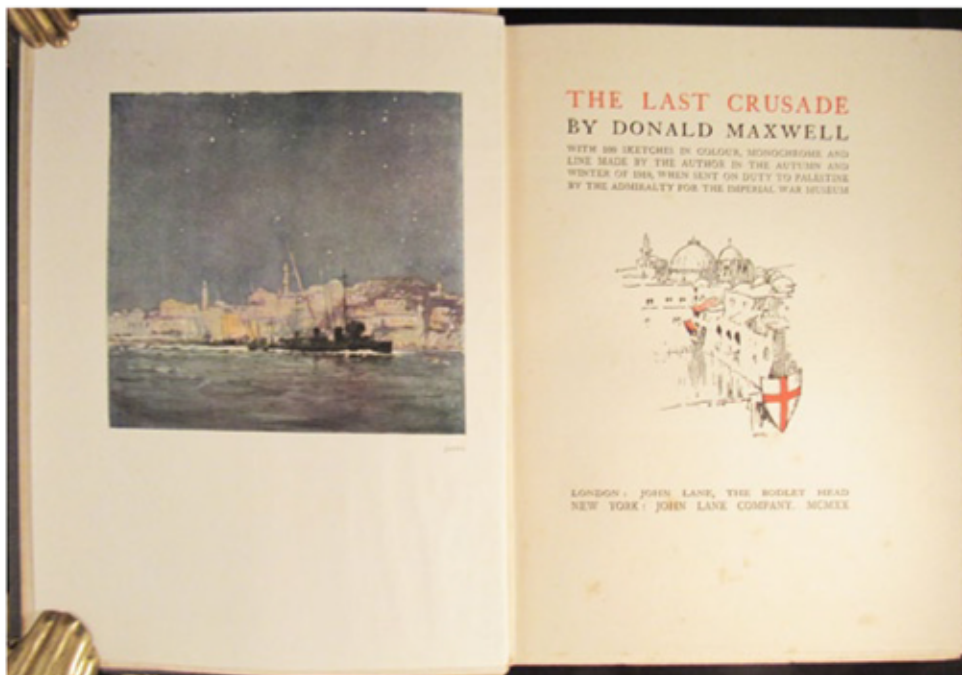 THE LAST CRUSADE
BY DONALD MAXWELL
WITH 100 SKETCHES IN COLOUR, MONOCHROME AND
LINE MADE BY THE AUTHOR IN THE AUTUMN AND
WINTER OF 1918, WHEN SENT ON DUTY TO PALESTINE
BY THE ADMIRALTY FOR THE IMPERIAL WAR MUSEUM
LONDON: JOHN LANE, THE BODLEY HEAD
NEW YORK: JOHN LANE COMPANY. MCMXX